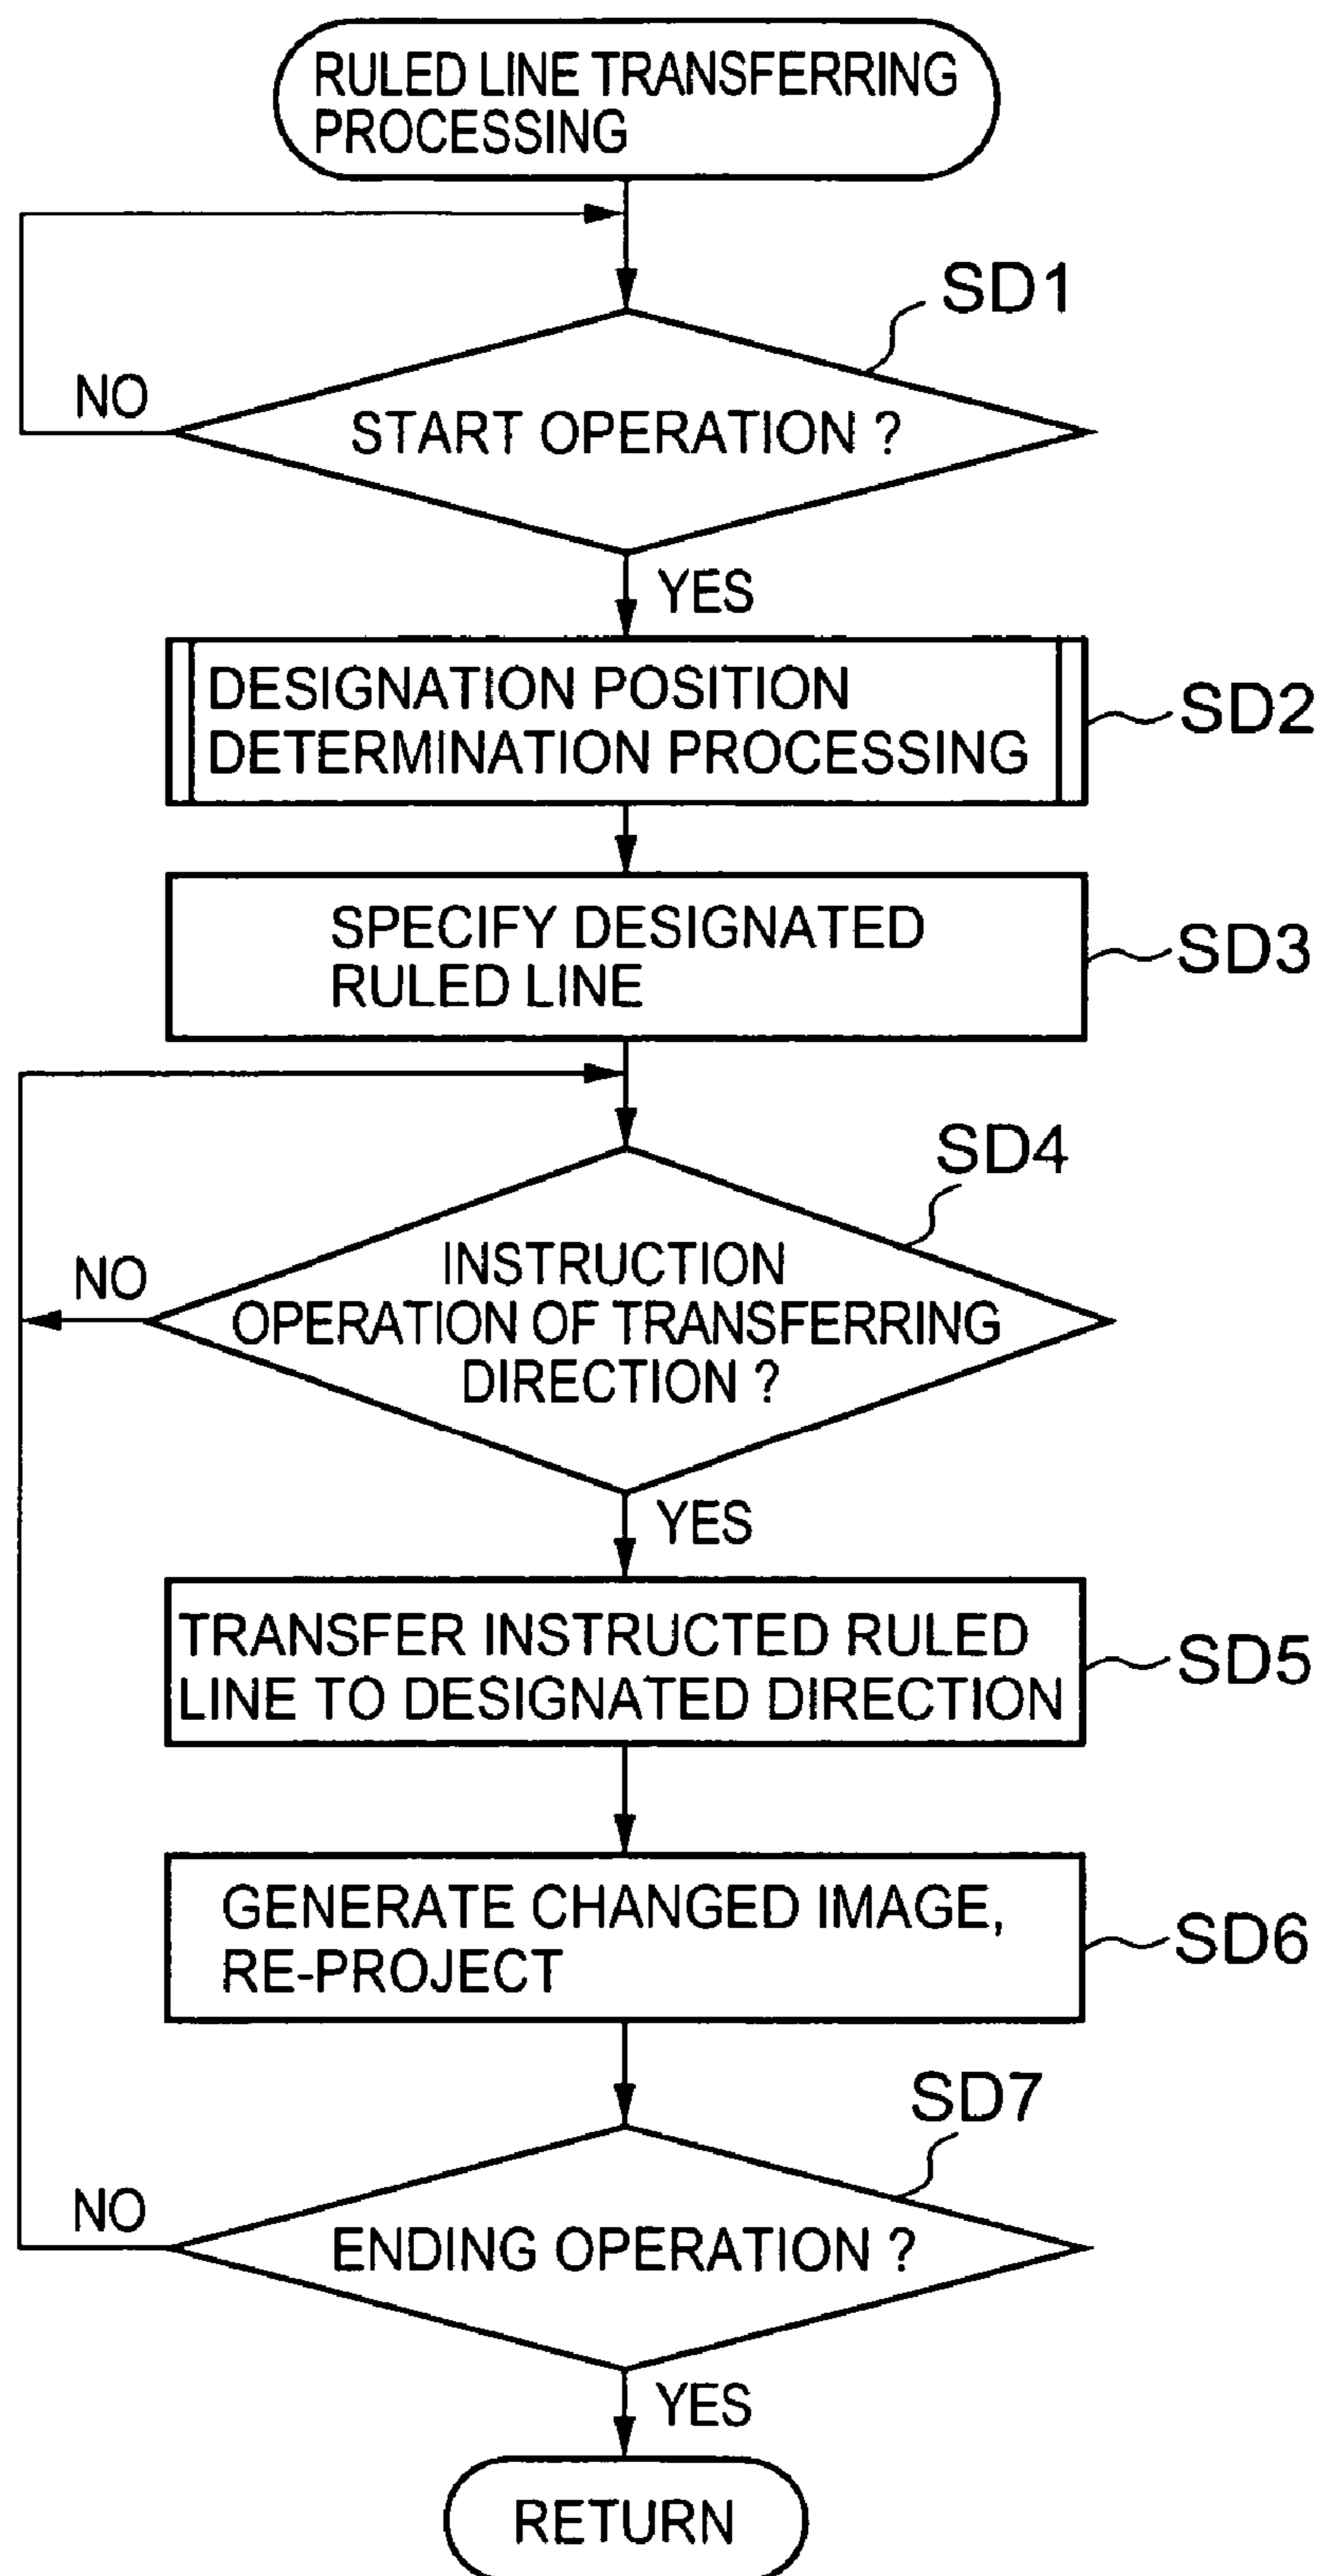 RULED LINE TRANSFERRING
PROCESSING
SD1
NO
START OPERATION ?
YES
DESIGNATION POSITION
DETERMINATION PROCESSING
SD2
SPECIFY DESIGNATED
RULED LINE
SD3
SD4
NO
INSTRUCTION
OPERATION OF TRANSFERRING
DIRECTION ?
YES
TRANSFER INSTRUCTED RULED
LINE TO DESIGNATED DIRECTION
SD5
GENERATE CHANGED IMAGE,
RE-PROJECT
SD6
SD7
NO
ENDING OPERATION ?
YES
RETURN